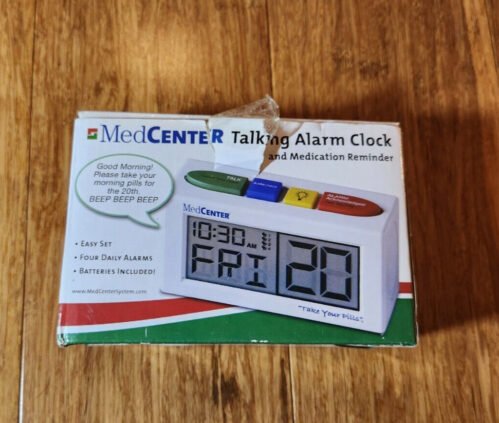 MedCENTER Talking Alarm Clock
and Medication Reminder
Good Morning!
Please take your
morning pills for
the 20th.
BEEP BEEP BEEP
• EASY SET
• FOUR DAILY ALARMS
• BATTERIES INCLUDED!
www.MedCenterSystem.com
TALK
ALARM
MedCENTER
10:30 AM
FRI
20
"Take Your Pills"